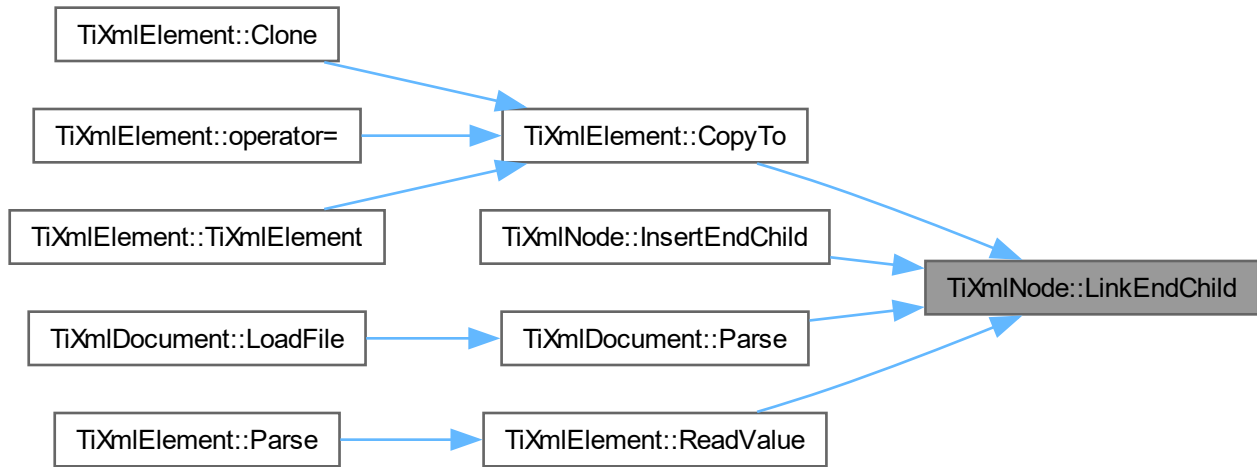 TiXmlElement::Clone
TiXmlElement::operator=
TiXmlElement::CopyTo
TiXmlElement::TiXmlElement
TiXmlNode::InsertEndChild
TiXmlNode::LinkEndChild
TiXmlDocument::LoadFile
TiXmlDocument::Parse
TiXmlElement::Parse
TiXmlElement::ReadValue